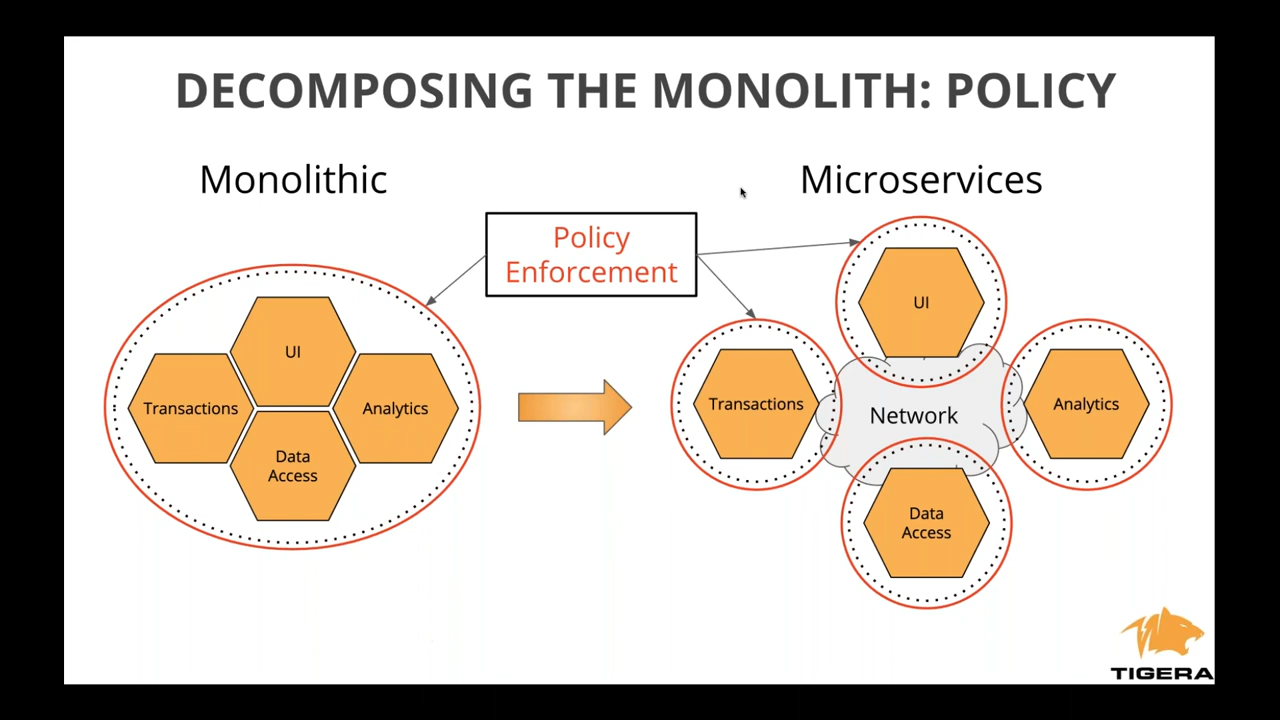 DECOMPOSING THE MONOLITH: POLICY
Monolithic
Microservices
Policy
Enforcement
UI
Transactions
Analytics
Data
Access
UI
Transactions
Network
Analytics
Data
Access
TIGERA